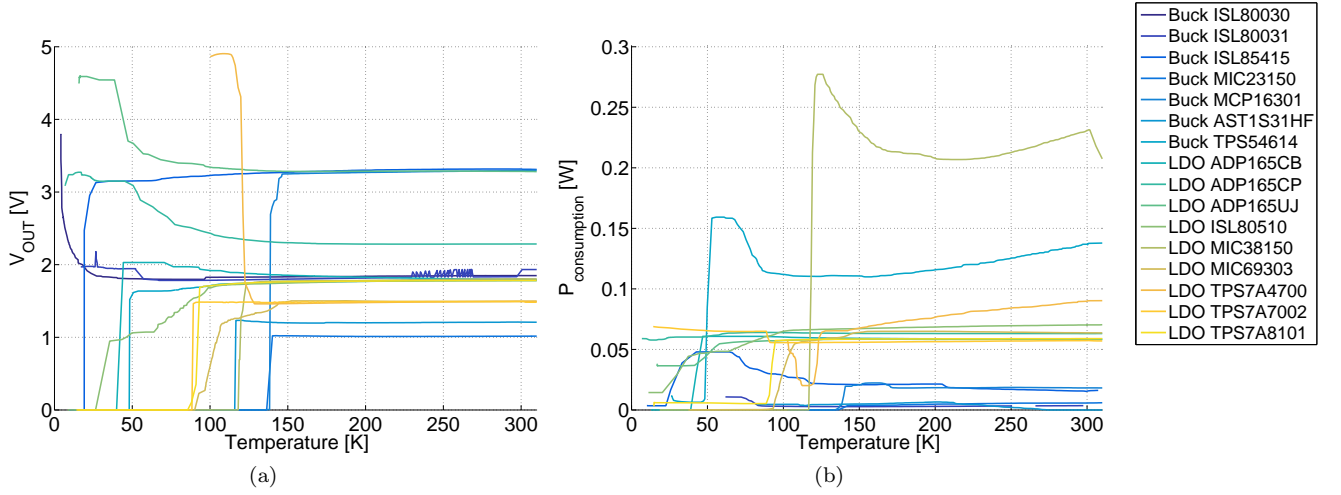 5
4
3
2
1
0
0 50 100 150 200 250 300
V_OUT [V]
Temperature [K]
(a)
0.3
0.25
0.2
0.15
0.1
0.05
0
0 50 100 150 200 250 300
P_consumption [W]
Temperature [K]
(b)
Buck ISL80030
Buck ISL80031
Buck ISL85415
Buck MIC23150
Buck MCP16301
Buck AST1S31HF
Buck TPS54614
LDO ADP165CB
LDO ADP165CP
LDO ADP165UJ
LDO ISL80510
LDO MIC38150
LDO MIC69303
LDO TPS7A4700
LDO TPS7A7002
LDO TPS7A8101